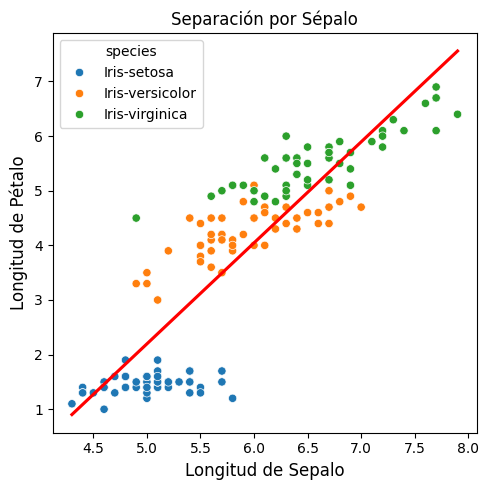 Separación por Sépalo
species
Iris-setosa
Iris-versicolor
Iris-virginica
Longitud de Pétalo
7
6
5
4
3
2
1
4.5 5.0 5.5 6.0 6.5 7.0 7.5 8.0
Longitud de Sepalo